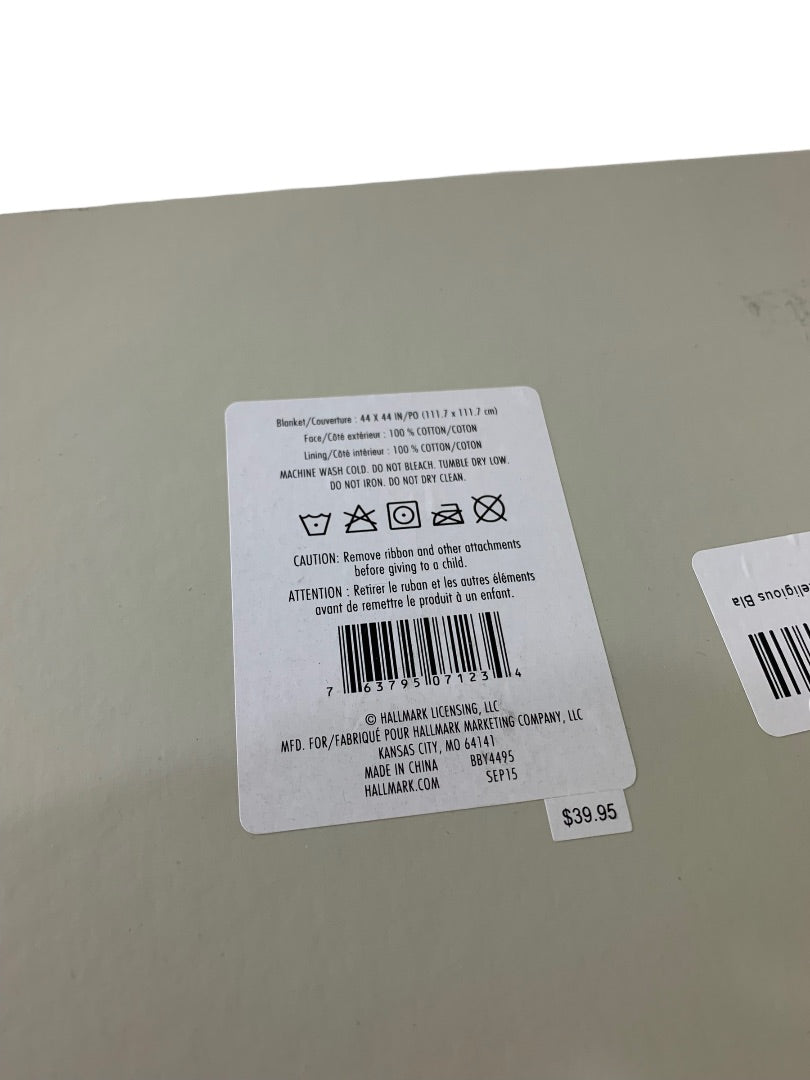 Blanket/Couverture : 44 X 44 IN/PO (111.7 x 111.7 cm)
Face/Côté extérieur : 100 % COTTON/COTON
Lining/Côté intérieur : 100 % COTTON/COTON
MACHINE WASH COLD. DO NOT BLEACH. TUMBLE DRY LOW.
DO NOT IRON. DO NOT DRY CLEAN.
CAUTION: Remove ribbon and other attachments
before giving to a child.
ATTENTION : Retirer le ruban et les autres éléments
avant de remettre le produit à un enfant.
7 63795 07123 4
© HALLMARK LICENSING, LLC
MFD. FOR/FABRIQUÉ POUR HALLMARK MARKETING COMPANY, LLC
KANSAS CITY, MO 64141
MADE IN CHINA BBY4495
HALLMARK.COM SEP15
$39.95
eligious Bla